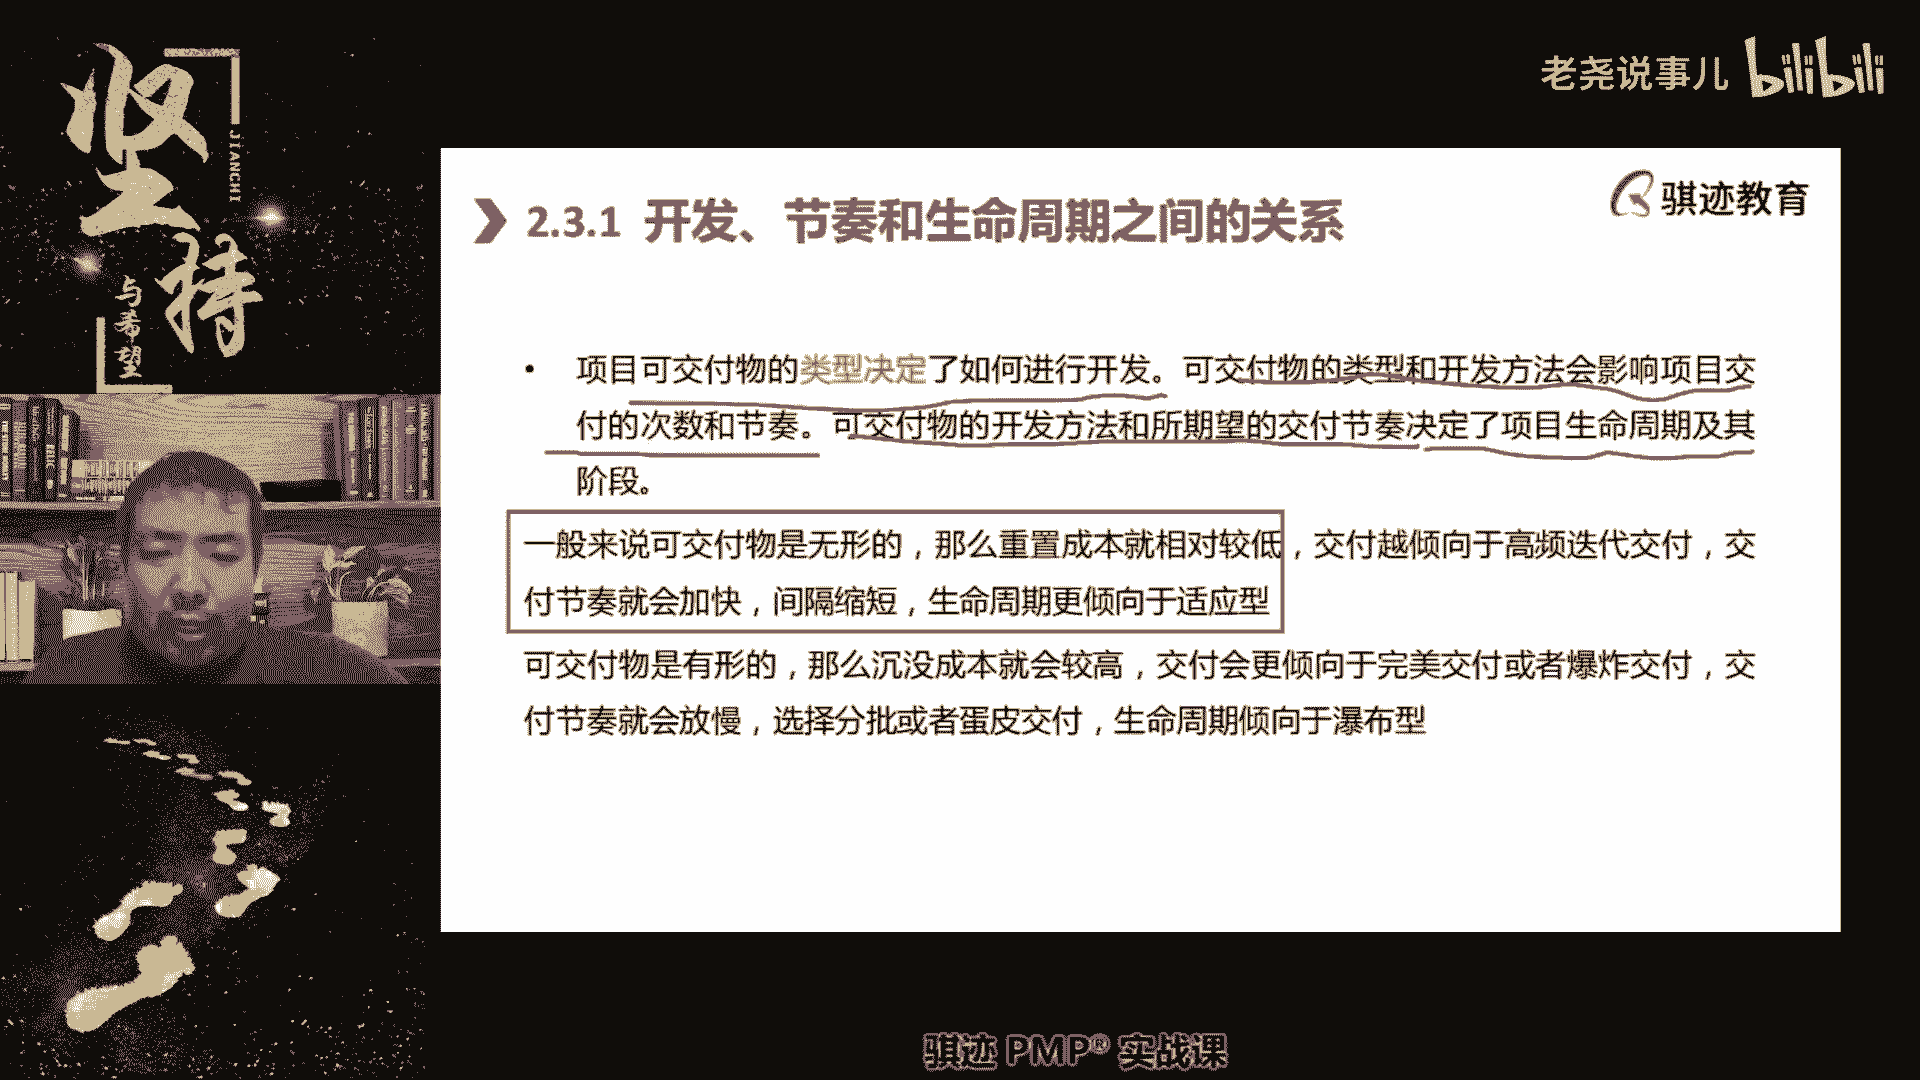 坚持
JIANCHI
与希望
老尧说事儿 bilibili
骐迹教育
2.3.1 开发、节奏和生命周期之间的关系
• 项目可交付物的类型决定了如何进行开发。可交付物的类型和开发方法会影响项目交
付的次数和节奏。可交付物的开发方法和所期望的交付节奏决定了项目生命周期及其
阶段。
一般来说可交付物是无形的，那么重置成本就相对较低，交付越倾向于高频迭代交付，交
付节奏就会加快，间隔缩短，生命周期更倾向于适应型
可交付物是有形的，那么沉没成本就会较高，交付会更倾向于完美交付或者爆炸交付，交
付节奏就会放慢，选择分批或者蛋皮交付，生命周期倾向于瀑布型
骐迹 PMP® 实战课